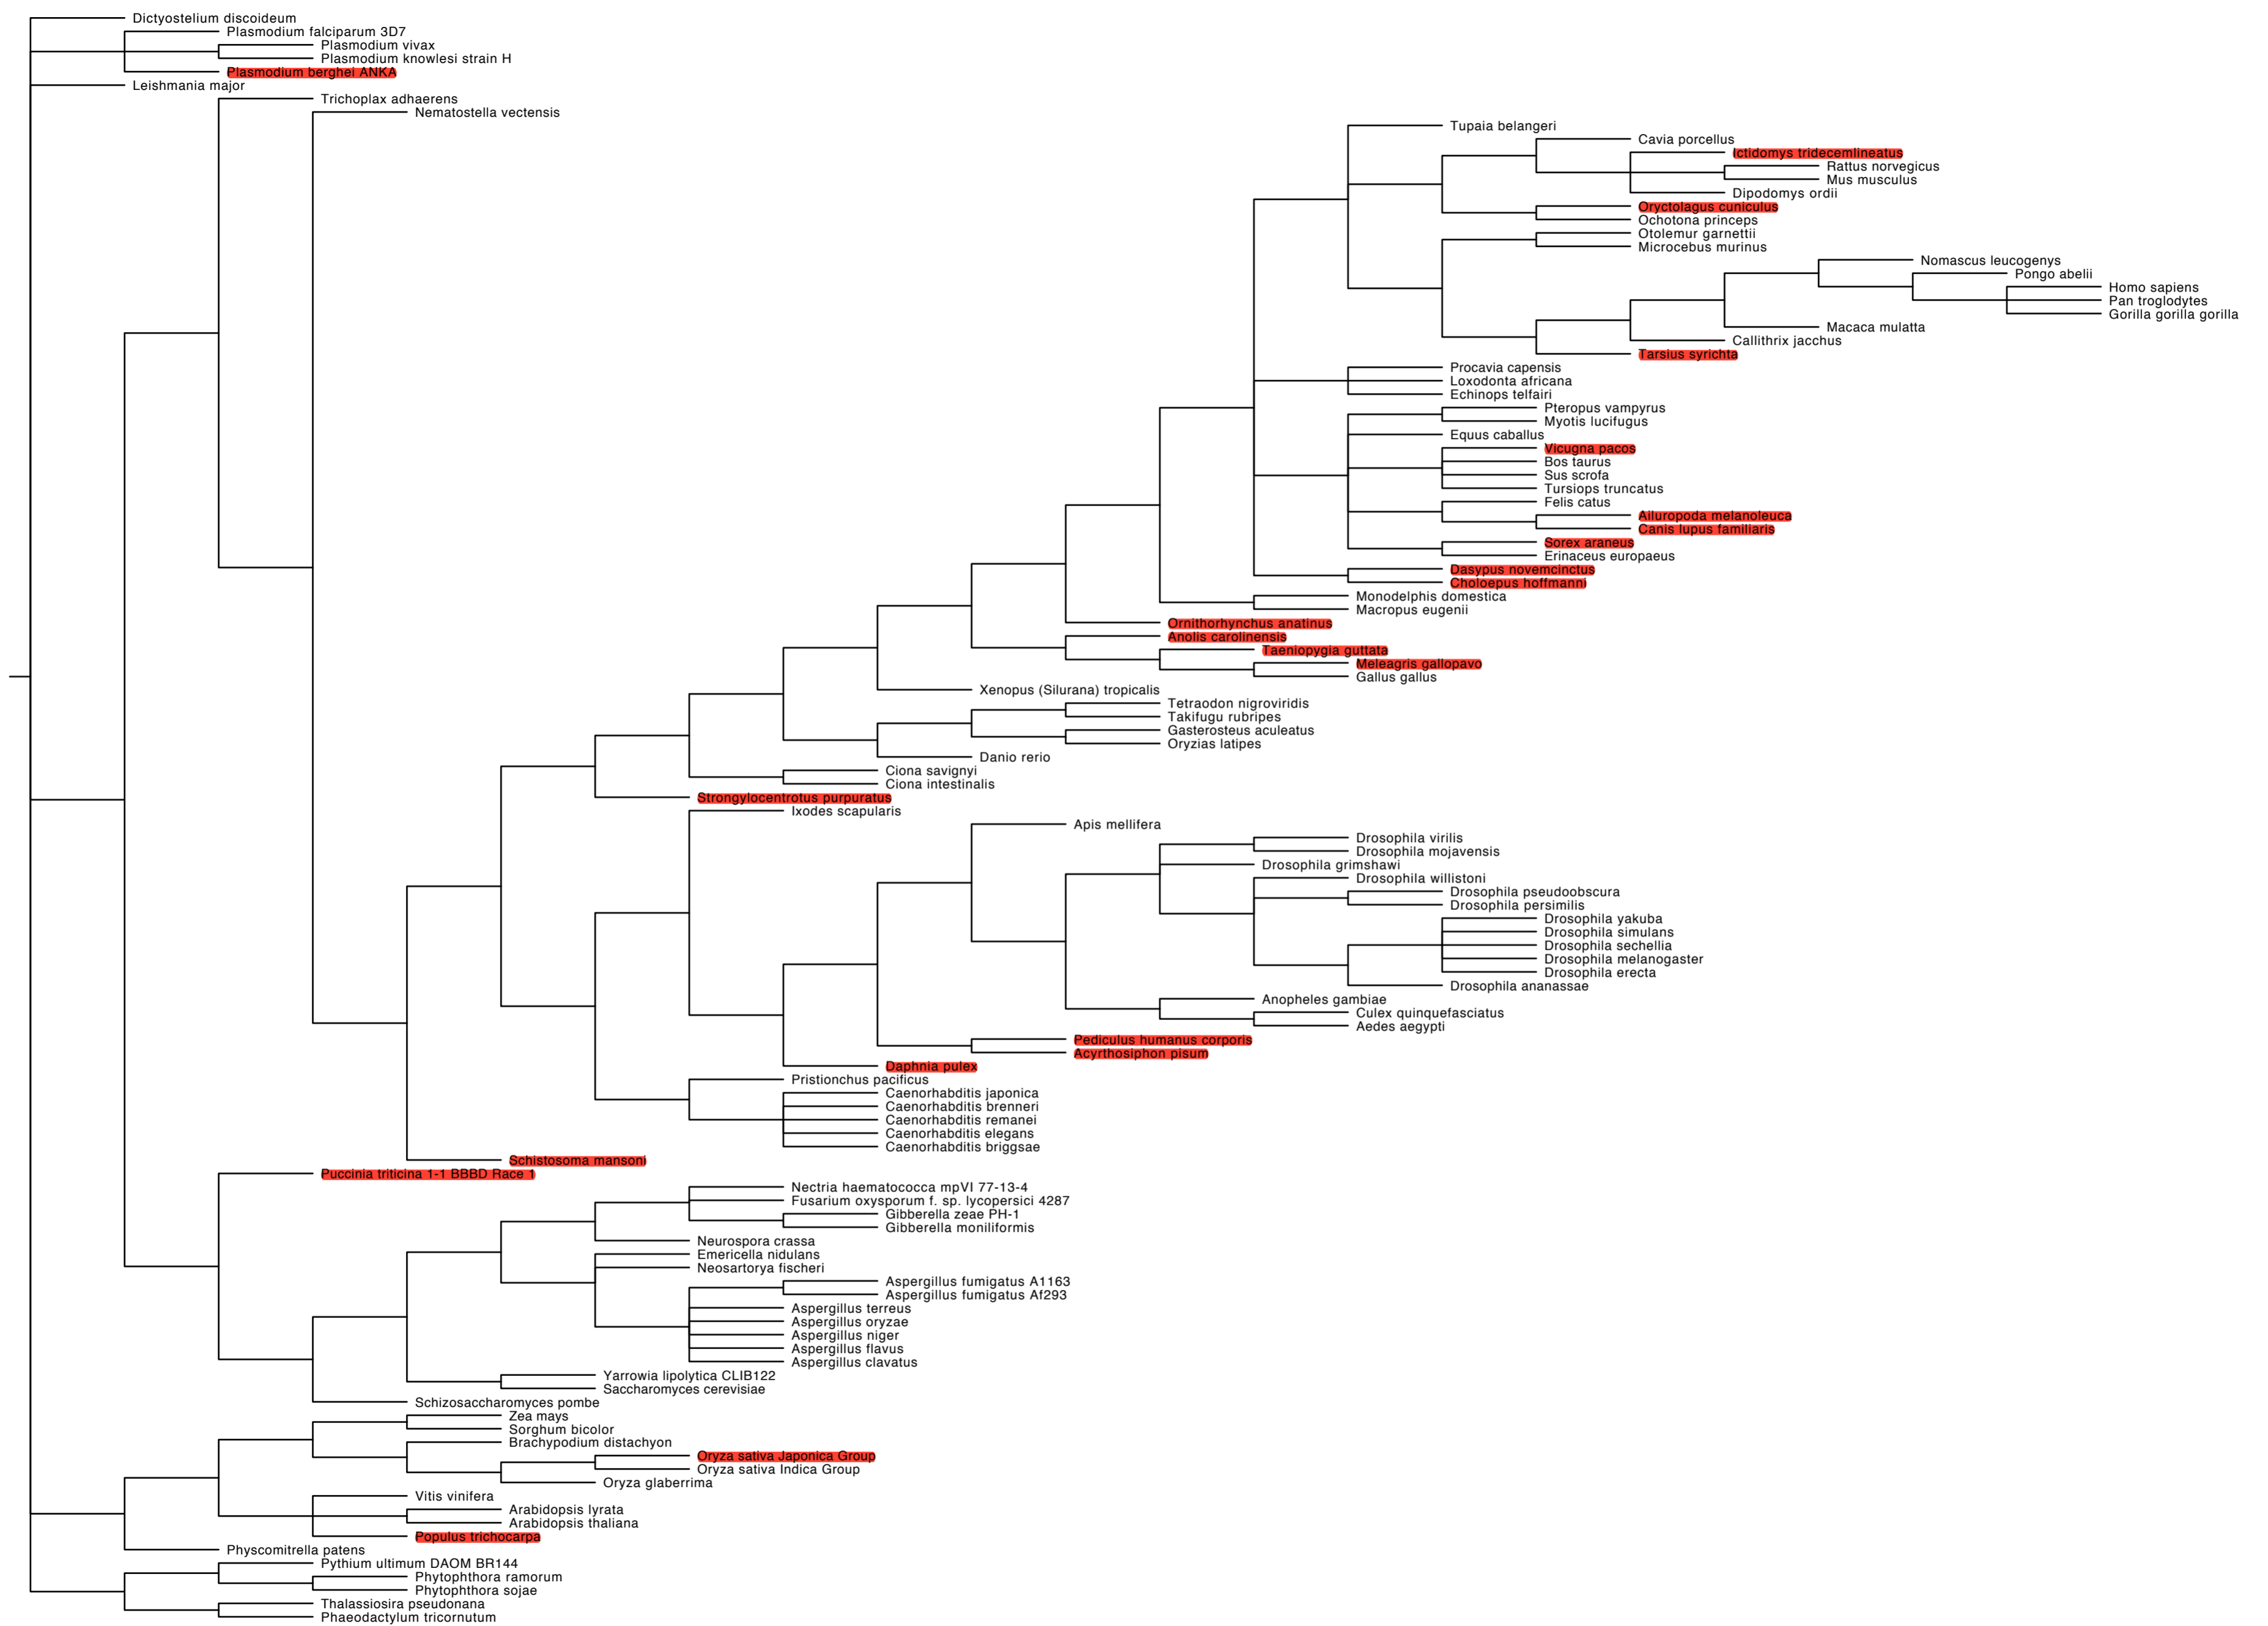 Dictyostelium discoideum
Plasmodium falciparum 3D7
Plasmodium vivax
Plasmodium knowlesi strain H
Plasmodium berghei ANKA
Leishmania major
Trichoplax adhaerens
Nematostella vectensis
Tupaia belangeri
Cavia porcellus
Ictidomys tridecemlineatus
Rattus norvegicus
Mus musculus
Dipodomys ordii
Oryctolagus cuniculus
Ochotona princeps
Otolemur garnettii
Microcebus murinus
Nomascus leucogenys
Pongo abelii
Homo sapiens
Pan troglodytes
Gorilla gorilla gorilla
Macaca mulatta
Callithrix jacchus
Tarsius syrichta
Procavia capensis
Loxodonta africana
Echinops telfairi
Pteropus vampyrus
Myotis lucifugus
Equus caballus
Vicugna pacos
Bos taurus
Sus scrofa
Tursiops truncatus
Felis catus
Ailuropoda melanoleuca
Canis lupus familiaris
Sorex araneus
Erinaceus europaeus
Dasypus novemcinctus
Choloepus hoffmanni
Monodelphis domestica
Macropus eugenii
Ornithorhynchus anatinus
Anolis carolinensis
Taeniopygia guttata
Meleagris gallopavo
Gallus gallus
Xenopus (Silurana) tropicalis
Tetraodon nigroviridis
Takifugu rubripes
Gasterosteus aculeatus
Oryzias latipes
Danio rerio
Ciona savignyi
Ciona intestinalis
Strongylocentrotus purpuratus
Ixodes scapularis
Apis mellifera
Drosophila virilis
Drosophila mojavensis
Drosophila grimshawi
Drosophila willistoni
Drosophila pseudoobscura
Drosophila persimilis
Drosophila yakuba
Drosophila simulans
Drosophila sechellia
Drosophila melanogaster
Drosophila erecta
Drosophila ananassae
Anopheles gambiae
Culex quinquefasciatus
Aedes aegypti
Pediculus humanus corporis
Acyrthosiphon pisum
Daphnia pulex
Pristionchus pacificus
Caenorhabditis japonica
Caenorhabditis brenneri
Caenorhabditis remanei
Caenorhabditis elegans
Caenorhabditis briggsae
Schistosoma mansoni
Puccinia triticina 1-1 BBBD Race 1
Nectria haematococca mpVI 77-13-4
Fusarium oxysporum f. sp. lycopersici 4287
Gibberella zeae PH-1
Gibberella moniliformis
Neurospora crassa
Emericella nidulans
Neosartorya fischeri
Aspergillus fumigatus A1163
Aspergillus fumigatus Af293
Aspergillus terreus
Aspergillus oryzae
Aspergillus niger
Aspergillus flavus
Aspergillus clavatus
Yarrowia lipolytica CLIB122
Saccharomyces cerevisiae
Schizosaccharomyces pombe
Zea mays
Sorghum bicolor
Brachypodium distachyon
Oryza sativa Japonica Group
Oryza sativa Indica Group
Oryza glaberrima
Vitis vinifera
Arabidopsis lyrata
Arabidopsis thaliana
Populus trichocarpa
Physcomitrella patens
Pythium ultimum DAOM BR144
Phytophthora ramorum
Phytophthora sojae
Thalassiosira pseudonana
Phaeodactylum tricornutum